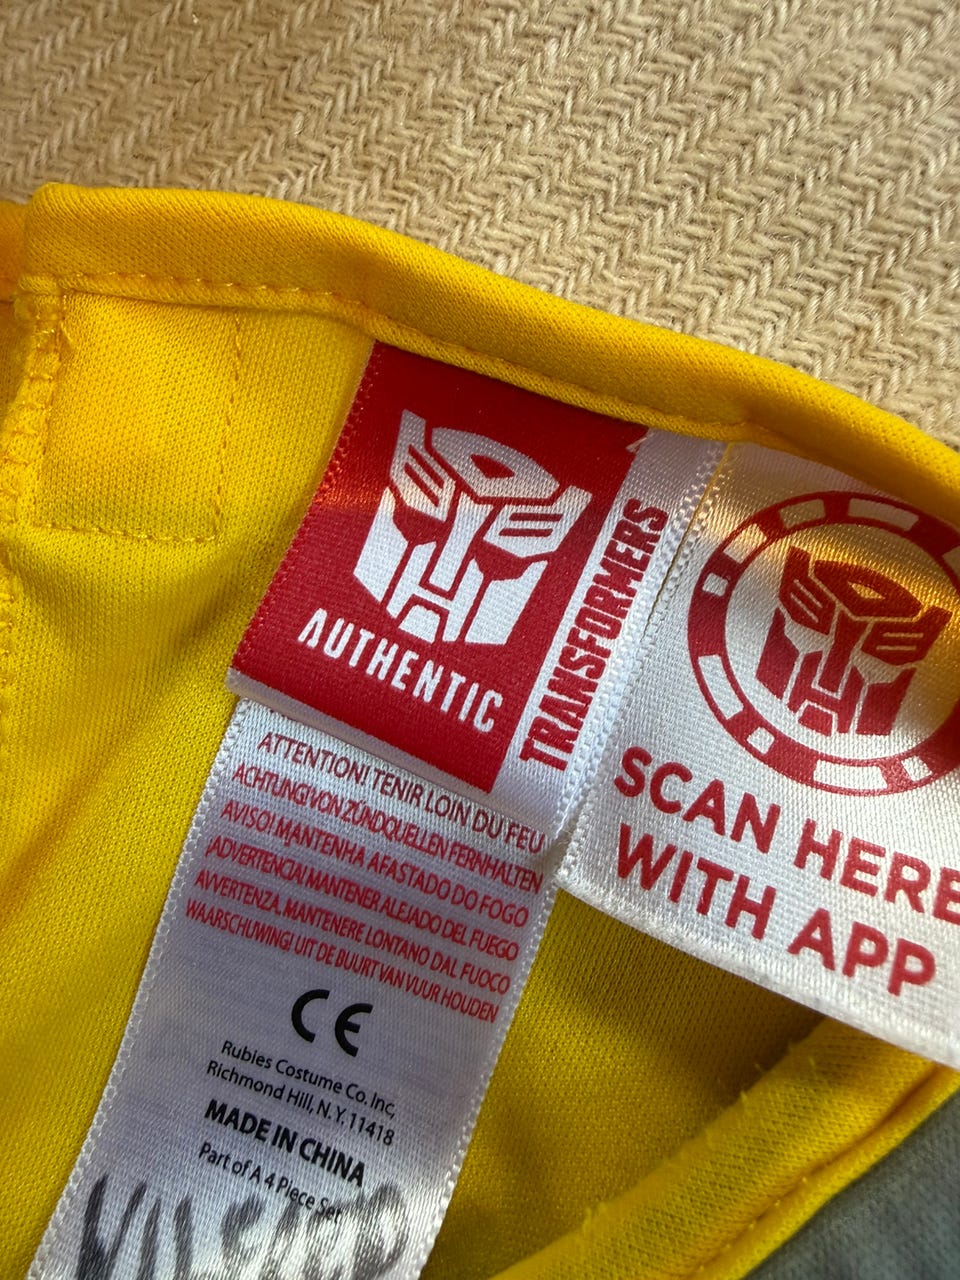 AUTHENTIC
TRANSFORMERS
SCAN HERE
WITH APP
ATTENTION! TENIR LOIN DU FEU
ACHTUNG! VON ZÜNDQUELLEN FERNHALTEN
AVISO! MANTENHA AFASTADO DO FOGO
¡ADVERTENCIA! MANTENER ALEJADO DEL FUEGO
AVVERTENZA, MANTENERE LONTANO DAL FUOCO
WAARSCHUWING! UIT DE BUURT VAN VUUR HOUDEN
CE
Rubies Costume Co. Inc,
Richmond Hill, N. Y. 11418
MADE IN CHINA
Part of A 4 Piece Set